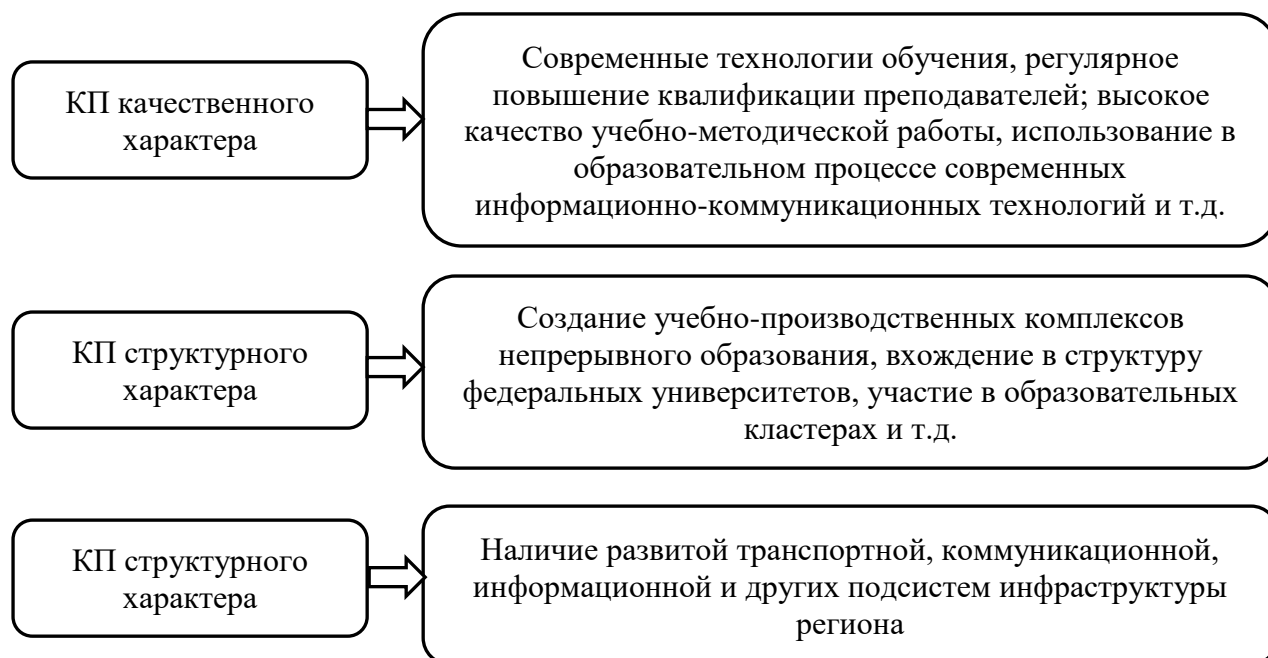 КП качественного
характера
Современные технологии обучения, регулярное
повышение квалификации преподавателей; высокое
качество учебно-методической работы, использование в
образовательном процессе современных
информационно-коммуникационных технологий и т.д.
КП структурного
характера
Создание учебно-производственных комплексов
непрерывного образования, вхождение в структуру
федеральных университетов, участие в образовательных
кластерах и т.д.
КП структурного
характера
Наличие развитой транспортной, коммуникационной,
информационной и других подсистем инфраструктуры
региона